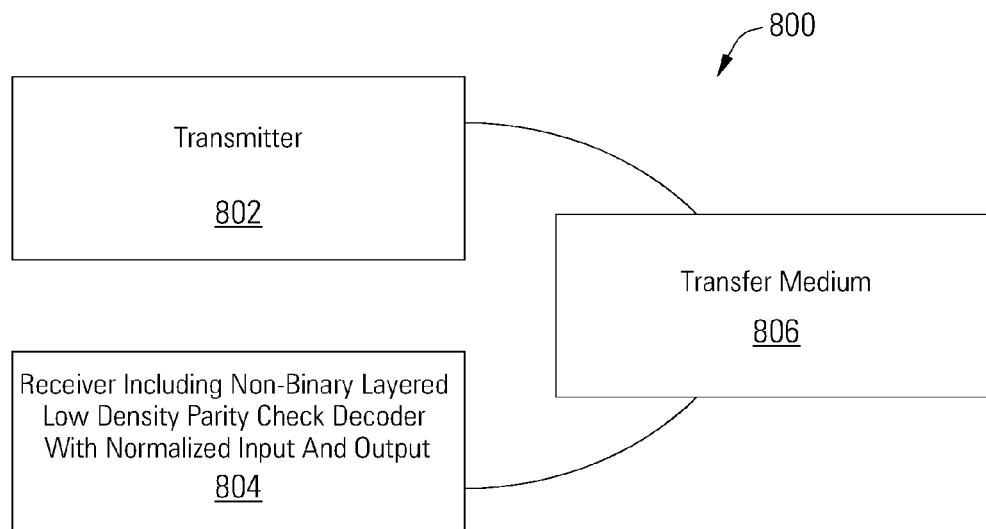 800
Transmitter
802
Transfer Medium
806
Receiver Including Non-Binary Layered
Low Density Parity Check Decoder
With Normalized Input And Output
804